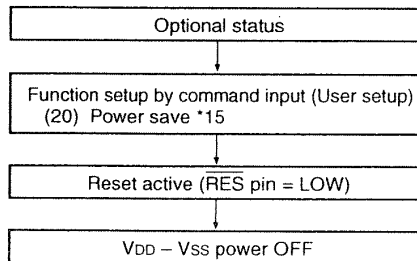 Optional status
Function setup by command input (User setup)
(20) Power save *15
Reset active (RES pin = LOW)
VDD – VSS power OFF